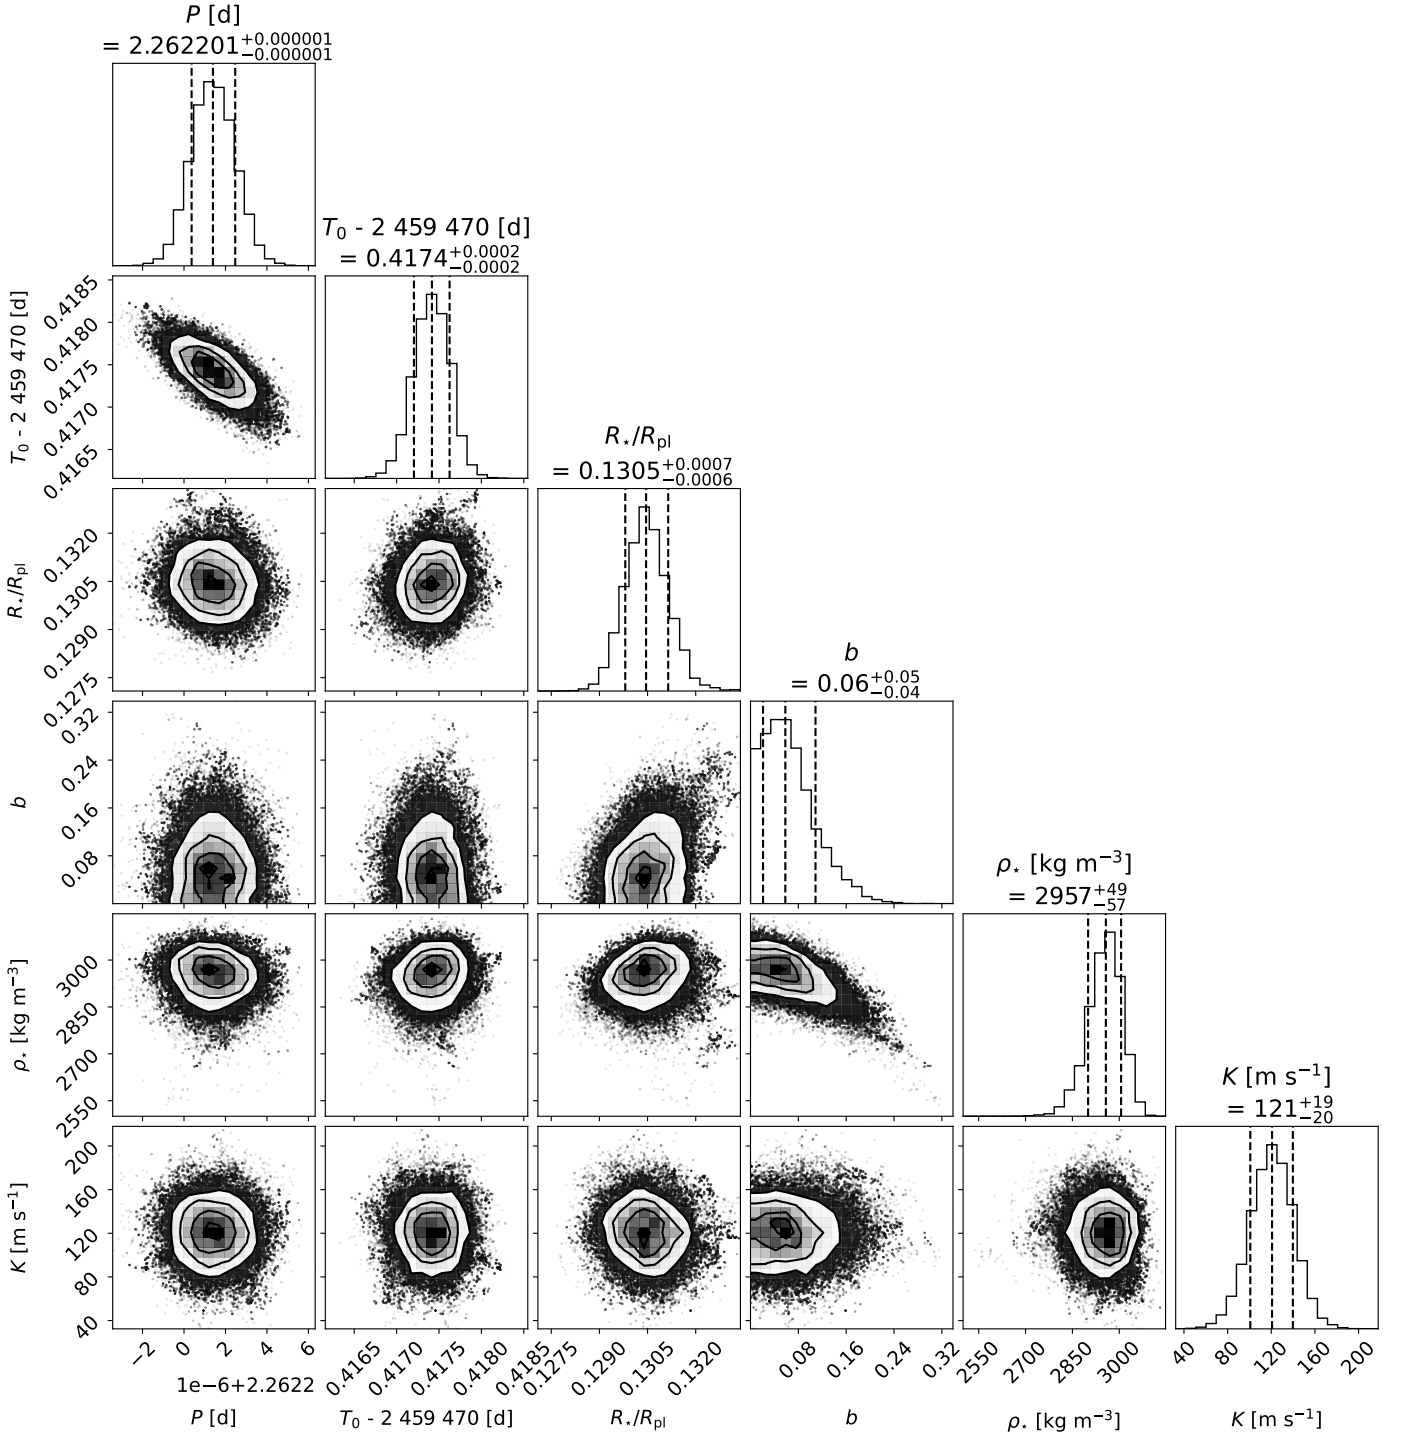 P [d]
= 2.262201+0.000001 −0.000001
T₀ - 2 459 470 [d]
= 0.4174+0.0002 −0.0002
R⋆/Rpl
= 0.1305+0.0007 −0.0006
b
= 0.06+0.05 −0.04
ρ⋆ [kg m⁻³]
= 2957+49 −57
K [m s⁻¹]
= 121+19 −20
T₀ - 2 459 470 [d]
0.4185
0.4180
0.4175
0.4170
0.4165
R⋆/Rpl
0.1320
0.1305
0.1290
0.1275
b
0.32
0.24
0.16
0.08
ρ⋆ [kg m⁻³]
3000
2850
2700
2550
K [m s⁻¹]
200
160
120
80
40
−2 0 2 4 6
0.4165 0.4170 0.4175 0.4180 0.4185
0.1275 0.1290 0.1305 0.1320
0.08 0.16 0.24 0.32
2550 2700 2850 3000
40 80 120 160 200
1e−6+2.2622
P [d]
T₀ - 2 459 470 [d]
R⋆/Rpl
b
ρ⋆ [kg m⁻³]
K [m s⁻¹]